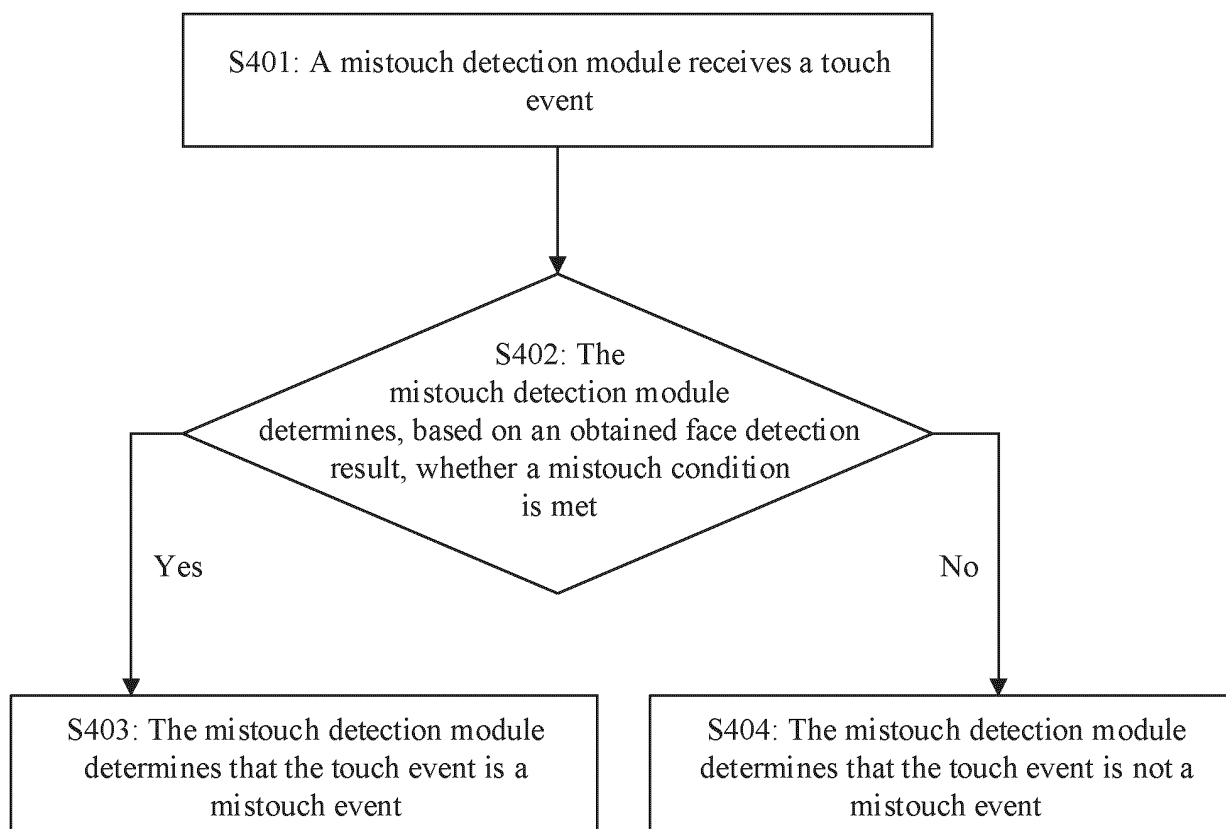 S401: A mistouch detection module receives a touch
event
S402: The
mistouch detection module
determines, based on an obtained face detection
result, whether a mistouch condition
is met
Yes
No
S403: The mistouch detection module
determines that the touch event is a
mistouch event
S404: The mistouch detection module
determines that the touch event is not a
mistouch event